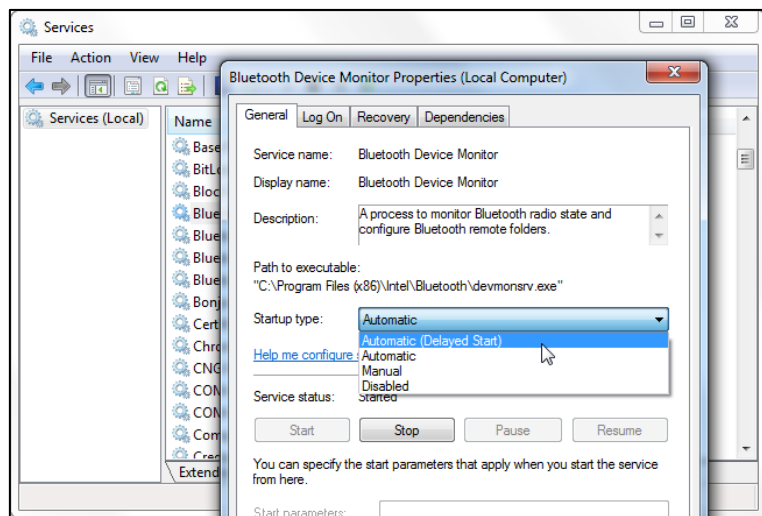 Services
File Action View Help
Bluetooth Device Monitor Properties (Local Computer)
Services (Local)
Name
Base
BitLo
Bloc
Blue
Blue
Blue
Blue
Bonj
Cert
Chro
CNG
CON
CON
Com
Cred
Extend
General Log On Recovery Dependencies
Service name: Bluetooth Device Monitor
Display name: Bluetooth Device Monitor
Description: A process to monitor Bluetooth radio state and
configure Bluetooth remote folders.
Path to executable:
"C:\Program Files (x86)\Intel\Bluetooth\devmonsrv.exe"
Startup type: Automatic
Automatic (Delayed Start)
Help me configure s
Automatic
Manual
Disabled
Service status: Started
Start Stop Pause Resume
You can specify the start parameters that apply when you start the service
from here.
Start parameters: